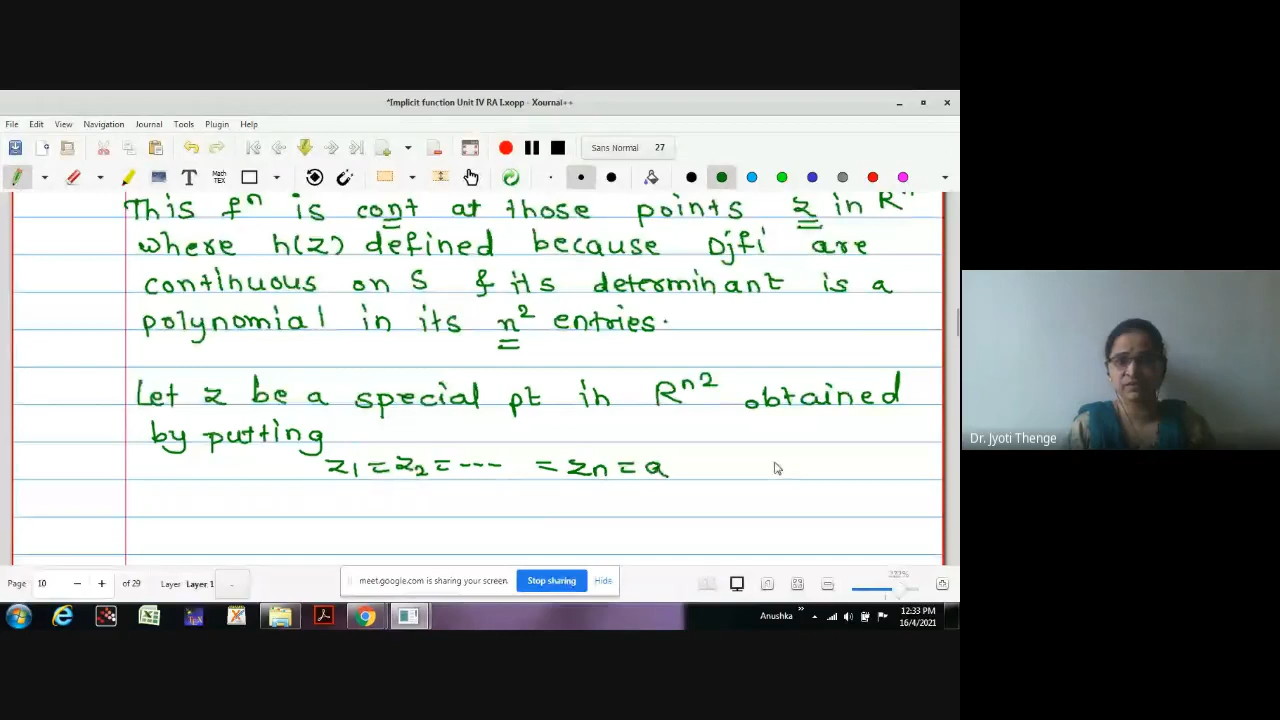 *Implicit function Unit IV RA I.xopp - Xournal++
File Edit View Navigation Journal Tools Plugin Help
Sans Normal 27
This fⁿ is cont at those points z in Rⁿ
where h(z) defined because Djfi are
continuous on S & its determinant is a
polynomial in its n² entries.
Let z be a special pt in Rⁿ² obtained
by putting
z1 = z2 = --- = zn = a
Dr. Jyoti Thenge
Page 10 of 29 Layer Layer 1
meet.google.com is sharing your screen. Stop sharing Hide
222%
Anushka
12:33 PM
16/4/2021